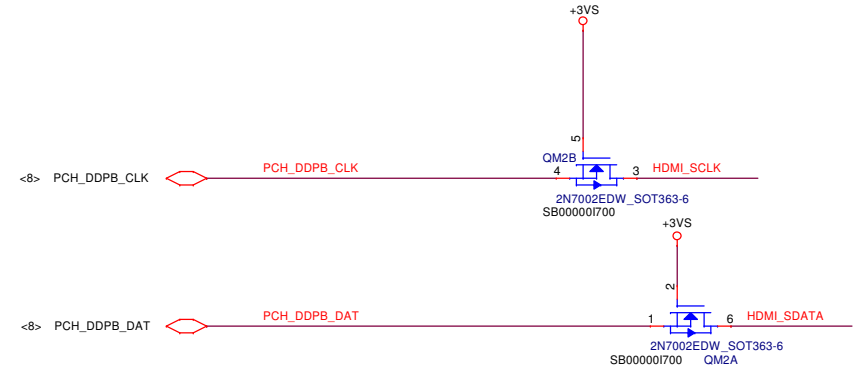 +3VS
5
QM2B
<8> PCH_DDPB_CLK PCH_DDPB_CLK 4 3 HDMI_SCLK
2N7002EDW_SOT363-6
SB00000I700
+3VS
2
<8> PCH_DDPB_DAT PCH_DDPB_DAT 1 6 HDMI_SDATA
2N7002EDW_SOT363-6
SB00000I700 QM2A